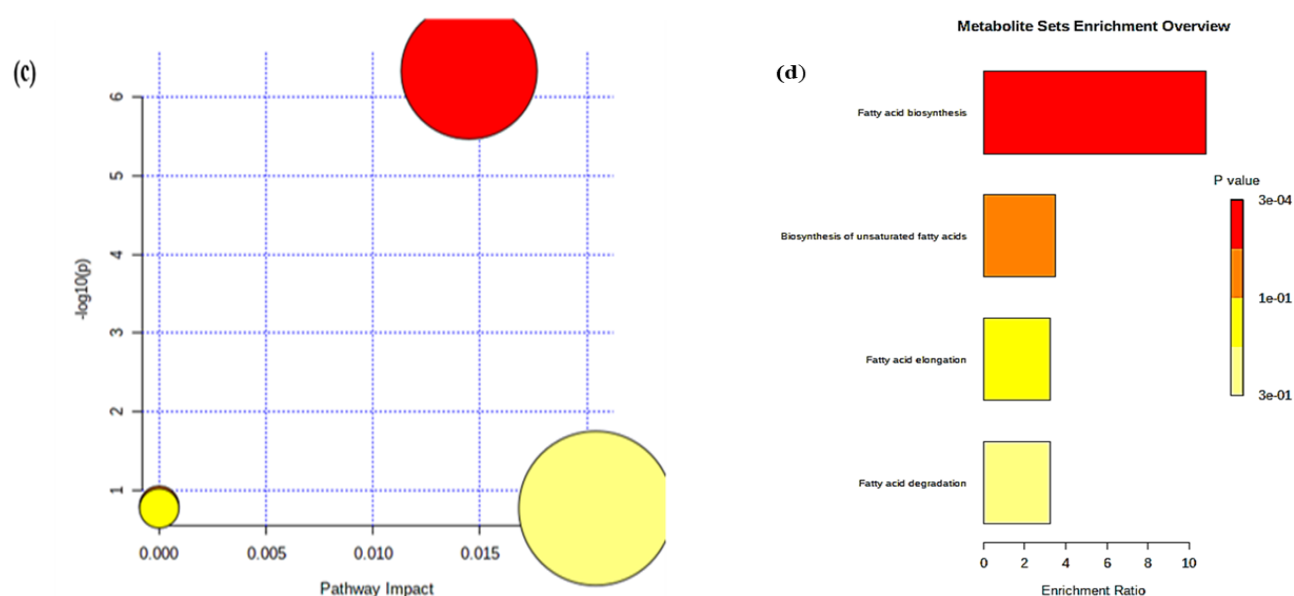 (c)
6
5
4
3
2
1
-log10(p)
0.000 0.005 0.010 0.015
Pathway Impact
(d)
Metabolite Sets Enrichment Overview
Fatty acid biosynthesis
Biosynthesis of unsaturated fatty acids
Fatty acid elongation
Fatty acid degradation
P value
3e-04
1e-01
3e-01
0 2 4 6 8 10
Enrichment Ratio